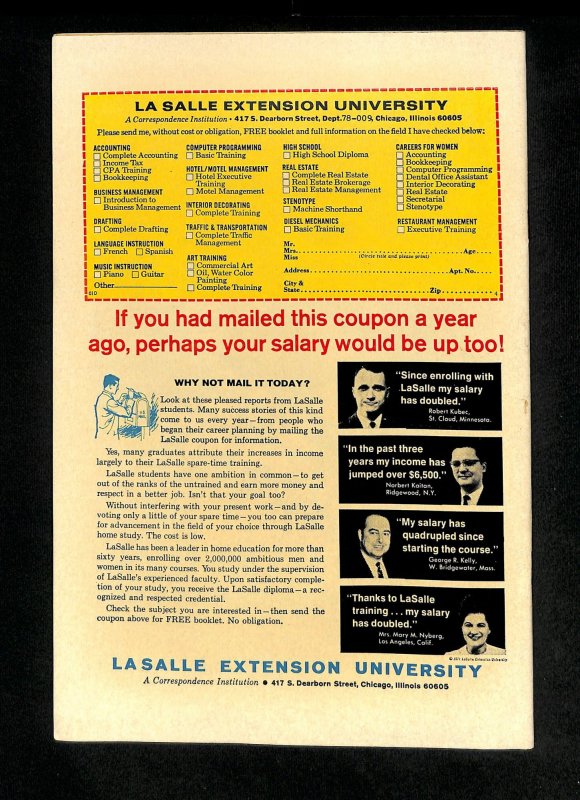 LA SALLE EXTENSION UNIVERSITY
A Correspondence Institution • 417 S. Dearborn Street, Dept. 78-009, Chicago, Illinois 60605
Please send me, without cost or obligation, FREE booklet and full information on the field I have checked below:
ACCOUNTING
Complete Accounting
Income Tax
CPA Training
Bookkeeping
BUSINESS MANAGEMENT
Introduction to
Business Management
DRAFTING
Complete Drafting
LANGUAGE INSTRUCTION
French Spanish
MUSIC INSTRUCTION
Piano Guitar
Other
610
COMPUTER PROGRAMMING
Basic Training
HOTEL/MOTEL MANAGEMENT
Hotel Executive
Training
Motel Management
INTERIOR DECORATING
Complete Training
TRAFFIC & TRANSPORTATION
Complete Traffic
Management
ART TRAINING
Commercial Art
Oil, Water Color
Painting
Complete Training
HIGH SCHOOL
High School Diploma
REAL ESTATE
Complete Real Estate
Real Estate Brokerage
Real Estate Management
STENOTYPE
Machine Shorthand
DIESEL MECHANICS
Basic Training
CAREERS FOR WOMEN
Accounting
Bookkeeping
Computer Programming
Dental Office Assistant
Interior Decorating
Real Estate
Secretarial
Stenotype
RESTAURANT MANAGEMENT
Executive Training
Mr.
Mrs. Age
Miss (Circle title and please print)
Address Apt. No.
City &
State Zip
4
If you had mailed this coupon a year
ago, perhaps your salary would be up too!
WHY NOT MAIL IT TODAY?
Look at these pleased reports from LaSalle
students. Many success stories of this kind
come to us every year—from people who
began their career planning by mailing the
LaSalle coupon for information.
Yes, many graduates attribute their increases in income
largely to their LaSalle spare-time training.
LaSalle students have one ambition in common—to get
out of the ranks of the untrained and earn more money and
respect in a better job. Isn't that your goal too?
Without interfering with your present work—and by de-
voting only a little of your spare time—you too can prepare
for advancement in the field of your choice through LaSalle
home study. The cost is low.
LaSalle has been a leader in home education for more than
sixty years, enrolling over 2,000,000 ambitious men and
women in its many courses. You study under the supervision
of LaSalle's experienced faculty. Upon satisfactory comple-
tion of your study, you receive the LaSalle diploma—a rec-
ognized and respected credential.
Check the subject you are interested in—then send the
coupon above for FREE booklet. No obligation.
"Since enrolling with
LaSalle my salary
has doubled."
Robert Kubec,
St. Cloud, Minnesota.
"In the past three
years my income has
jumped over $6,500."
Norbert Kaitan,
Ridgewood, N.Y.
"My salary has
quadrupled since
starting the course."
George R. Kelly,
W. Bridgewater, Mass.
"Thanks to LaSalle
training . . . my salary
has doubled."
Mrs. Mary M. Nyberg,
Los Angeles, Calif.
LA SALLE EXTENSION UNIVERSITY
A Correspondence Institution • 417 S. Dearborn Street, Chicago, Illinois 60605